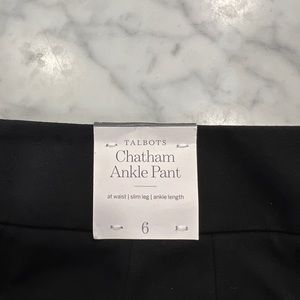 TALBOTS
Chatham
Ankle Pant
at waist | slim leg | ankle length
6